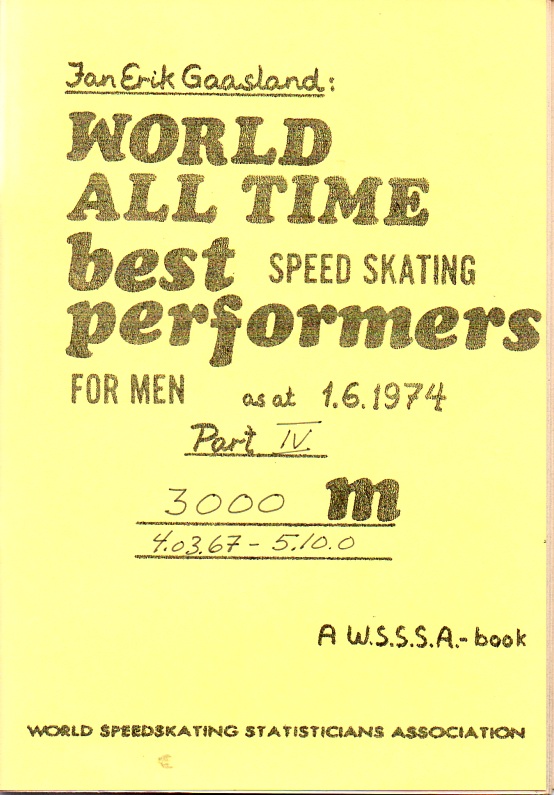 Jan Erik Gaasland:
WORLD
ALL TIME
best SPEED SKATING
performers
FOR MEN as at 1.6.1974
Part IV
3000 m
4.03.67 - 5.10.0
A W.S.S.S.A.- book
WORLD SPEEDSKATING STATISTICIANS ASSOCIATION